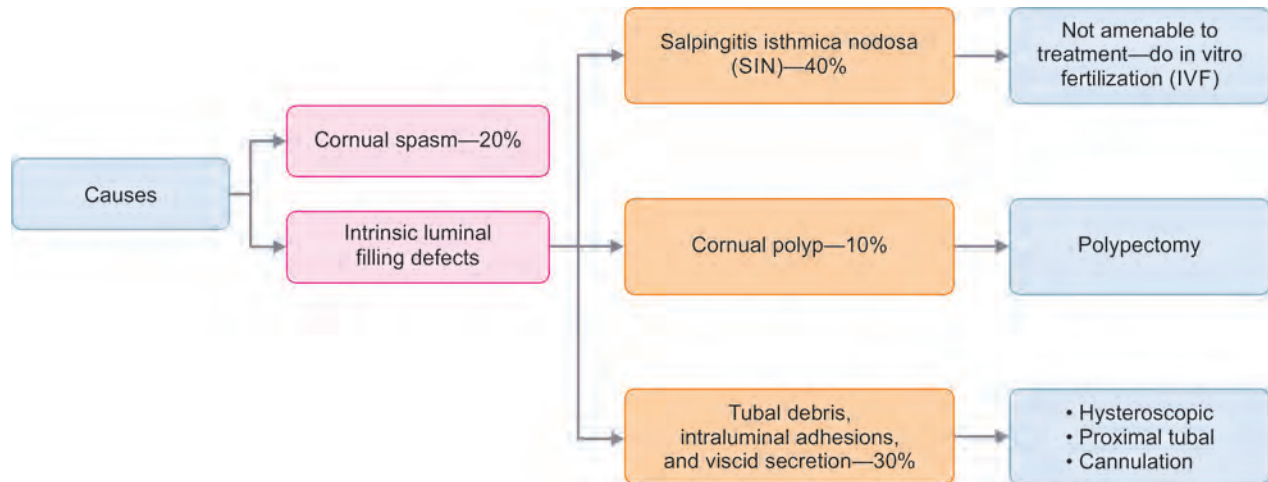 Causes
Cornual spasm—20%
Intrinsic luminal
filling defects
Salpingitis isthmica nodosa
(SIN)—40%
Not amenable to
treatment—do in vitro
fertilization (IVF)
Cornual polyp—10%
Polypectomy
Tubal debris,
intraluminal adhesions,
and viscid secretion—30%
• Hysteroscopic
• Proximal tubal
• Cannulation